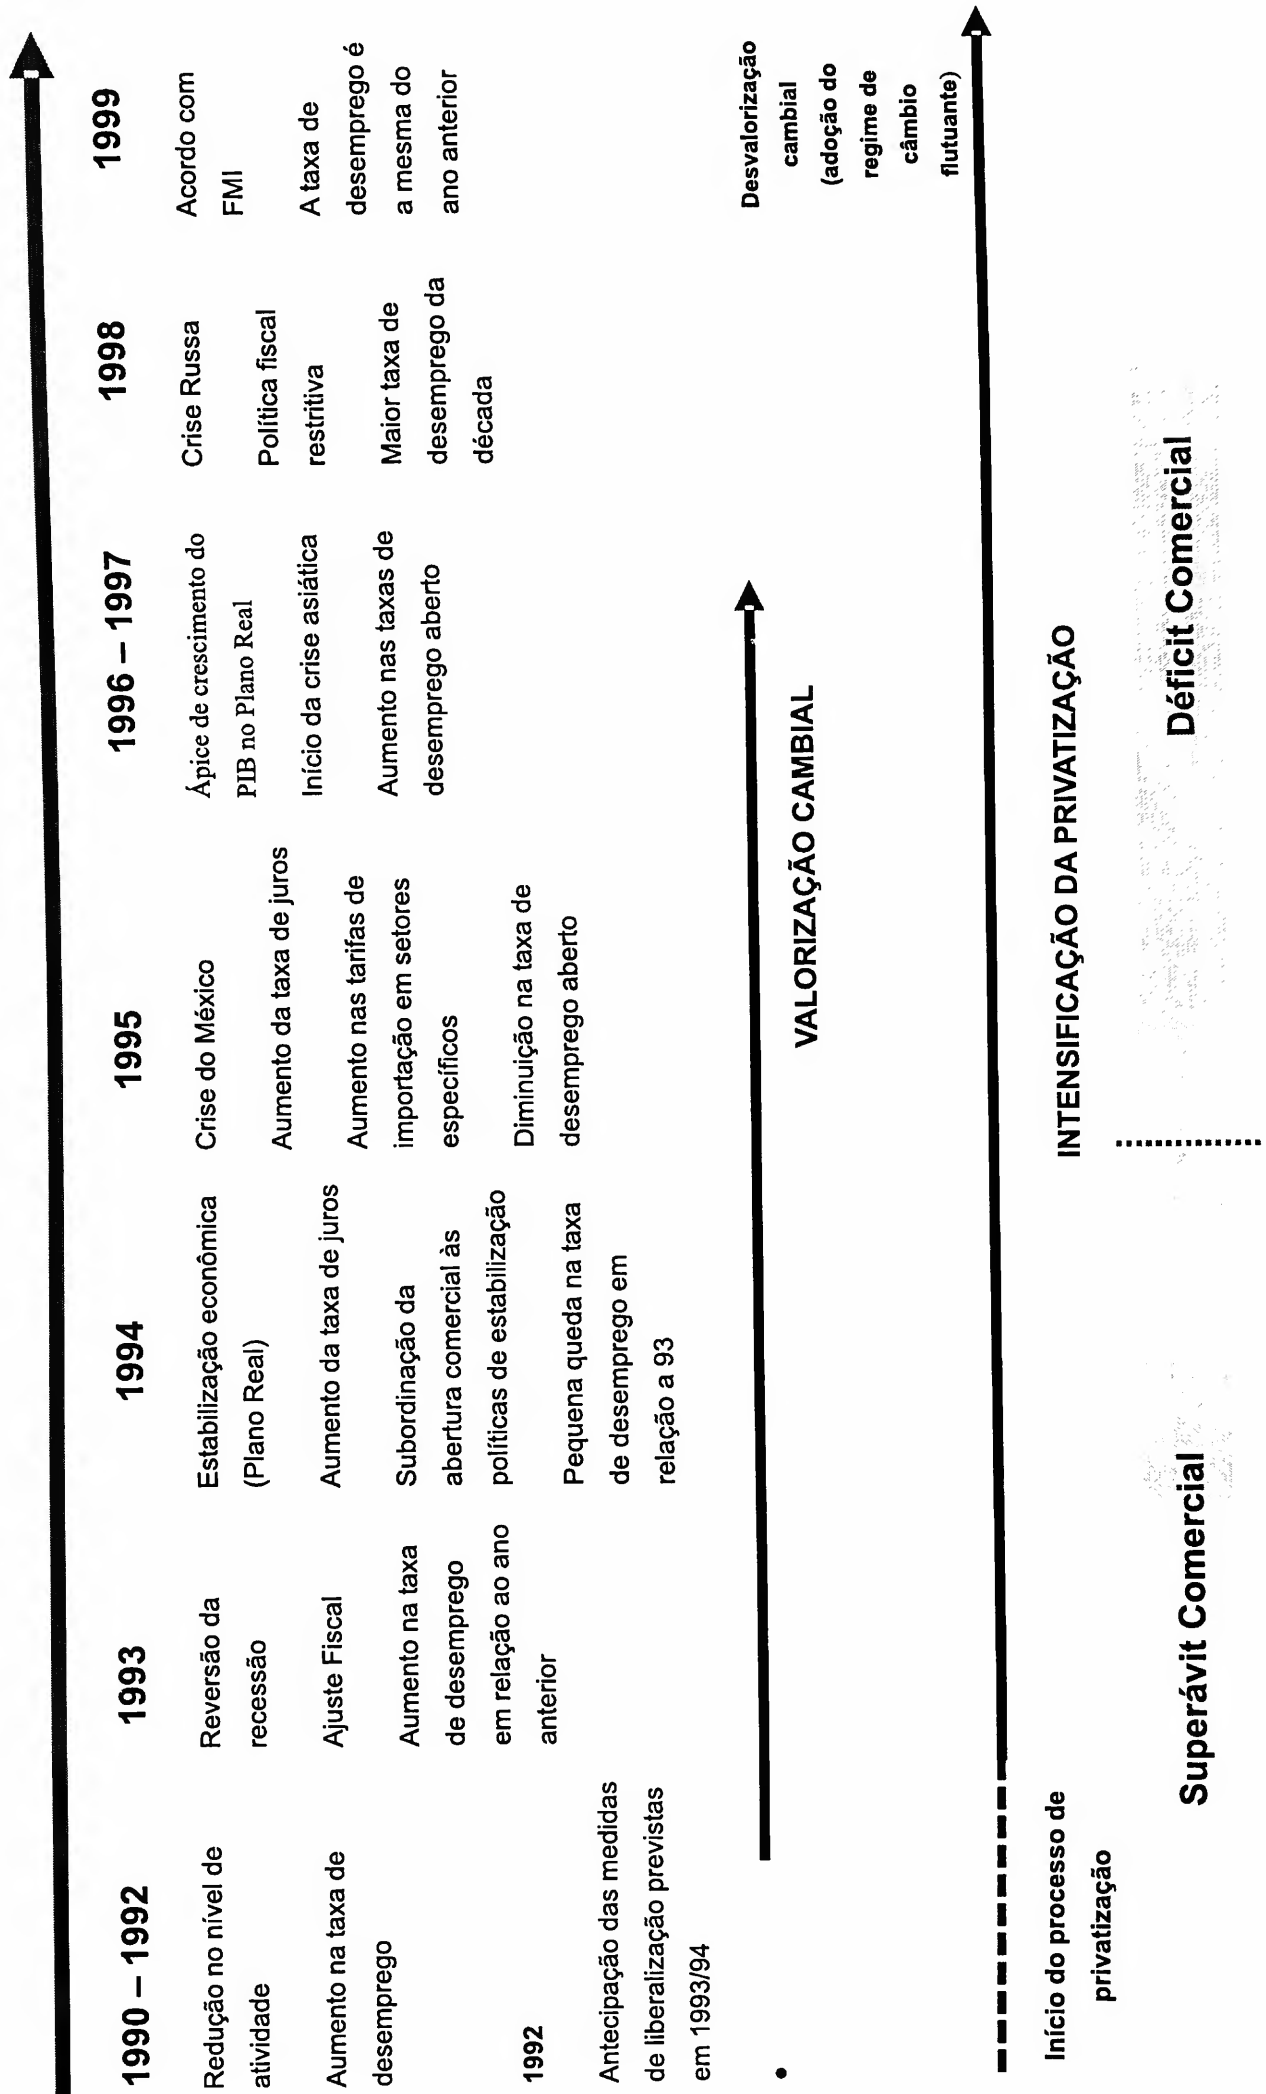 1990 – 1992
Redução no nível de
atividade
Aumento na taxa de
desemprego
1992
Antecipação das medidas
de liberalização previstas
em 1993/94
1993
Reversão da
recessão
Ajuste Fiscal
Aumento na taxa
de desemprego
em relação ao ano
anterior
1994
Estabilização econômica
(Plano Real)
Aumento da taxa de juros
Subordinação da
abertura comercial às
políticas de estabilização
Pequena queda na taxa
de desemprego em
relação a 93
1995
Crise do México
Aumento da taxa de juros
Aumento nas tarifas de
importação em setores
específicos
Diminuição na taxa de
desemprego aberto
1996 – 1997
Ápice de crescimento do
PIB no Plano Real
Início da crise asiática
Aumento nas taxas de
desemprego aberto
1998
Crise Russa
Política fiscal
restritiva
Maior taxa de
desemprego da
década
1999
Acordo com
FMI
A taxa de
desemprego é
a mesma do
ano anterior
VALORIZAÇÃO CAMBIAL
Desvalorização
cambial
(adoção do
regime de
câmbio
flutuante)
Início do processo de
privatização
INTENSIFICAÇÃO DA PRIVATIZAÇÃO
Superávit Comercial
Déficit Comercial